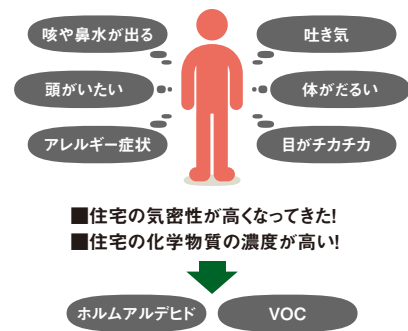 咳や鼻水が出る
吐き気
頭がいたい
体がだるい
アレルギー症状
目がチカチカ
■住宅の気密性が高くなってきた!
■住宅の化学物質の濃度が高い!
ホルムアルデヒド
VOC